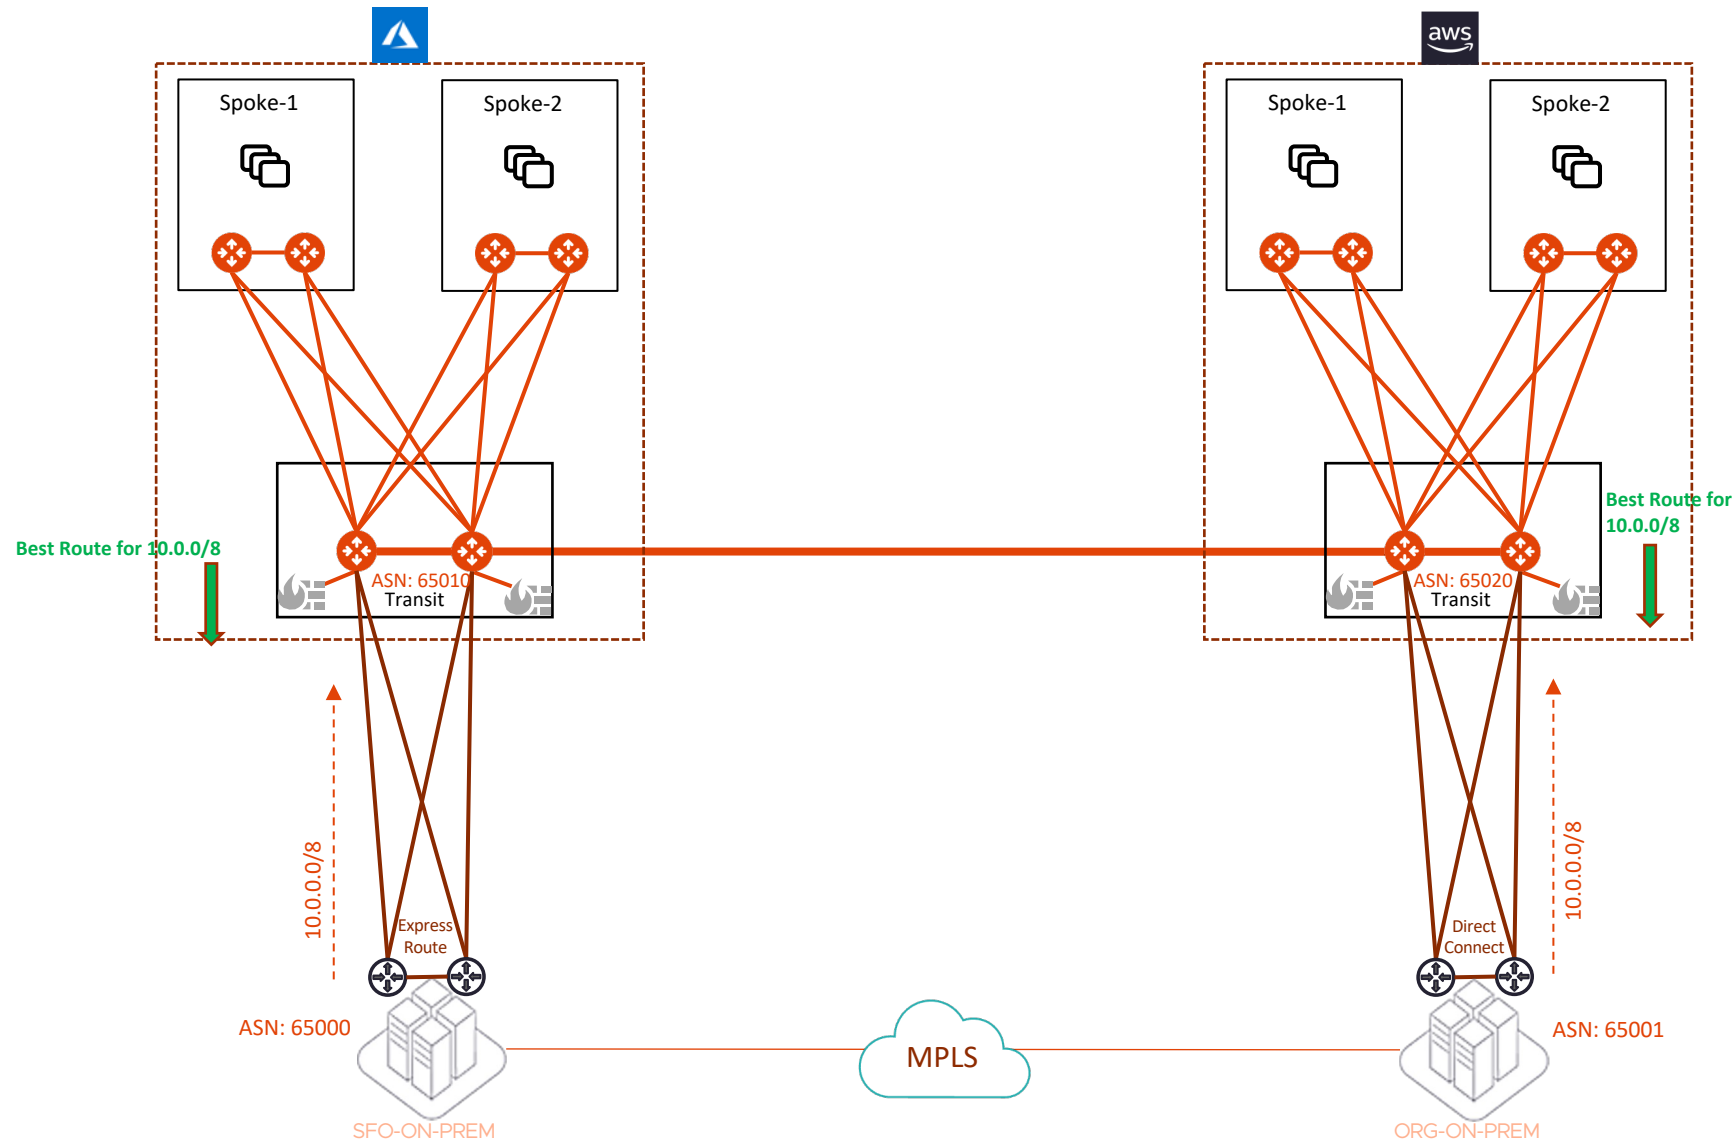 aws
Spoke-1
Spoke-2
Spoke-1
Spoke-2
Best Route for 10.0.0/8
Best Route for
10.0.0/8
ASN: 65010
Transit
ASN: 65020
Transit
10.0.0.0/8
10.0.0.0/8
Express
Route
Direct
Connect
ASN: 65000
ASN: 65001
MPLS
SFO-ON-PREM
ORG-ON-PREM